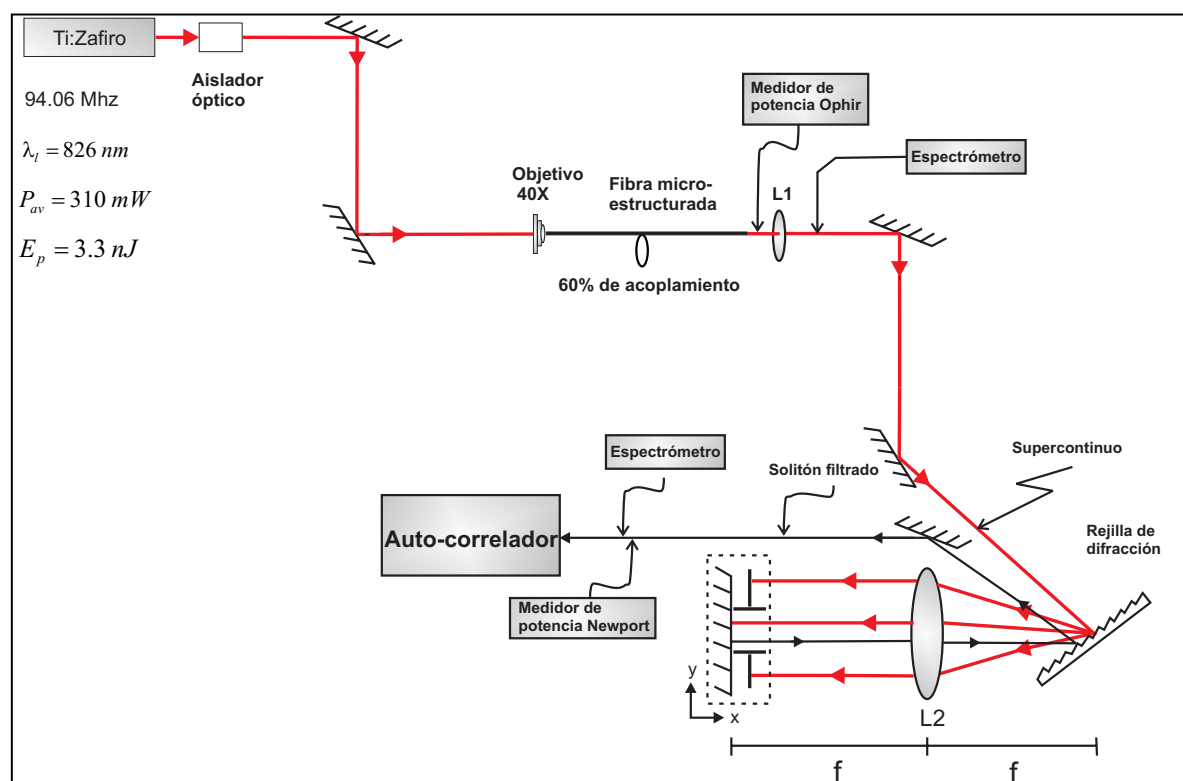 Ti:Zafiro
Aislador
óptico
94.06 Mhz
λl = 826 nm
Pav = 310 mW
Ep = 3.3 nJ
Medidor de
potencia Ophir
Espectrómetro
Objetivo
40X
Fibra micro-
estructurada
L1
60% de acoplamiento
Supercontinuo
Espectrómetro
Solitón filtrado
Auto-correlador
Rejilla de
difracción
Medidor de
potencia Newport
y
x
L2
f
f